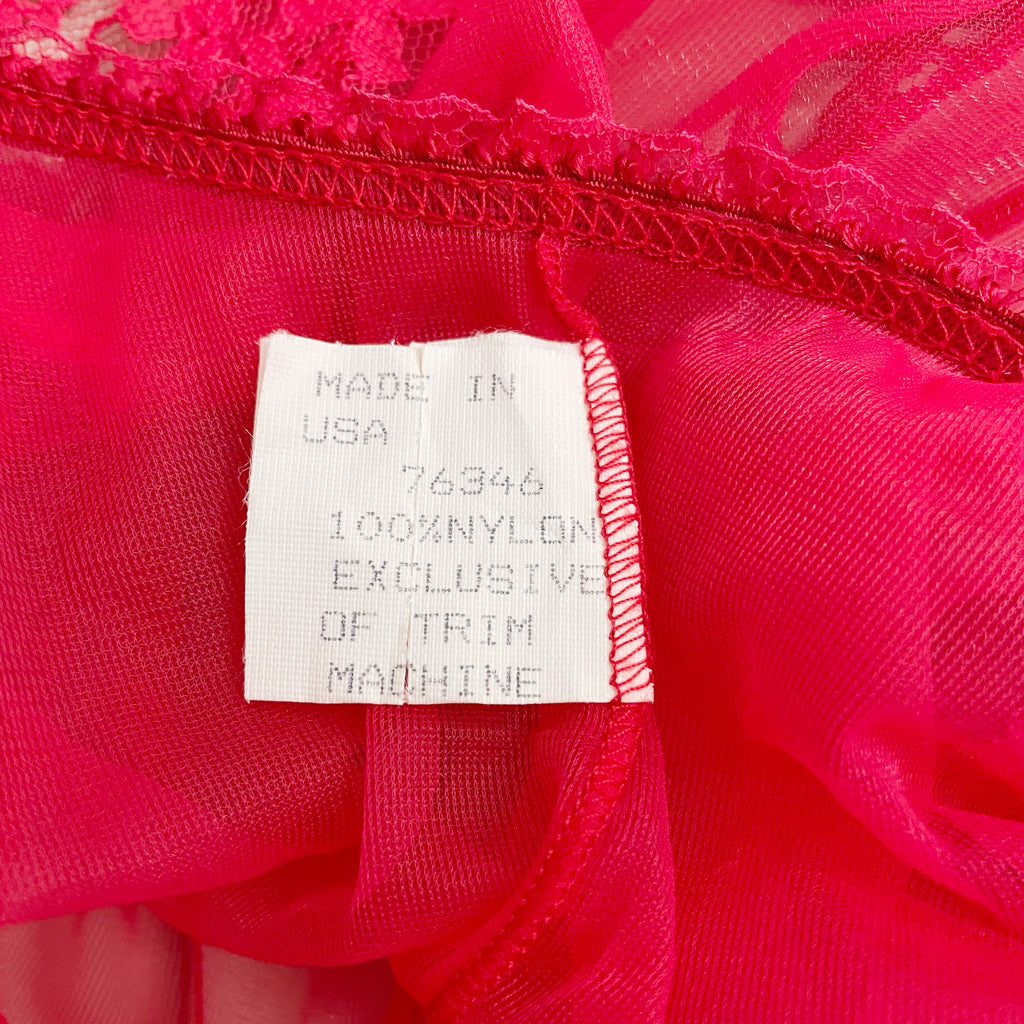 MADE IN
USA
76346
100%NYLON
EXCLUSIVE
OF TRIM
MACHINE